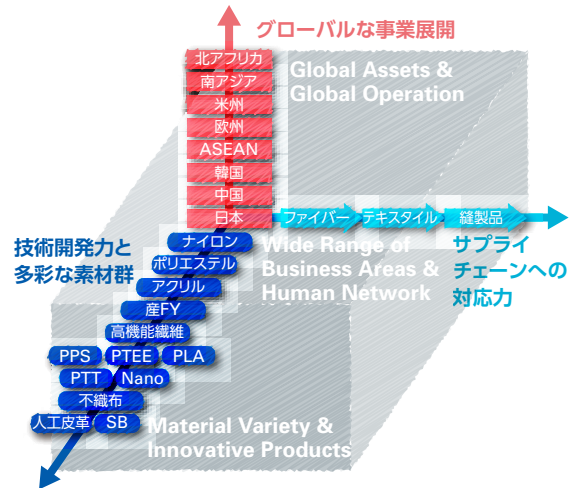 グローバルな事業展開
北アフリカ
南アジア
米州
欧州
ASEAN
韓国
中国
日本
Global Assets &
Global Operation
ファイバー
テキスタイル
縫製品
サプライ
チェーンへの
対応力
Wide Range of
Business Areas &
Human Network
技術開発力と
多彩な素材群
ナイロン
ポリエステル
アクリル
産FY
高機能繊維
PPS
PTEE
PLA
PTT
Nano
不織布
人工皮革
SB
Material Variety &
Innovative Products